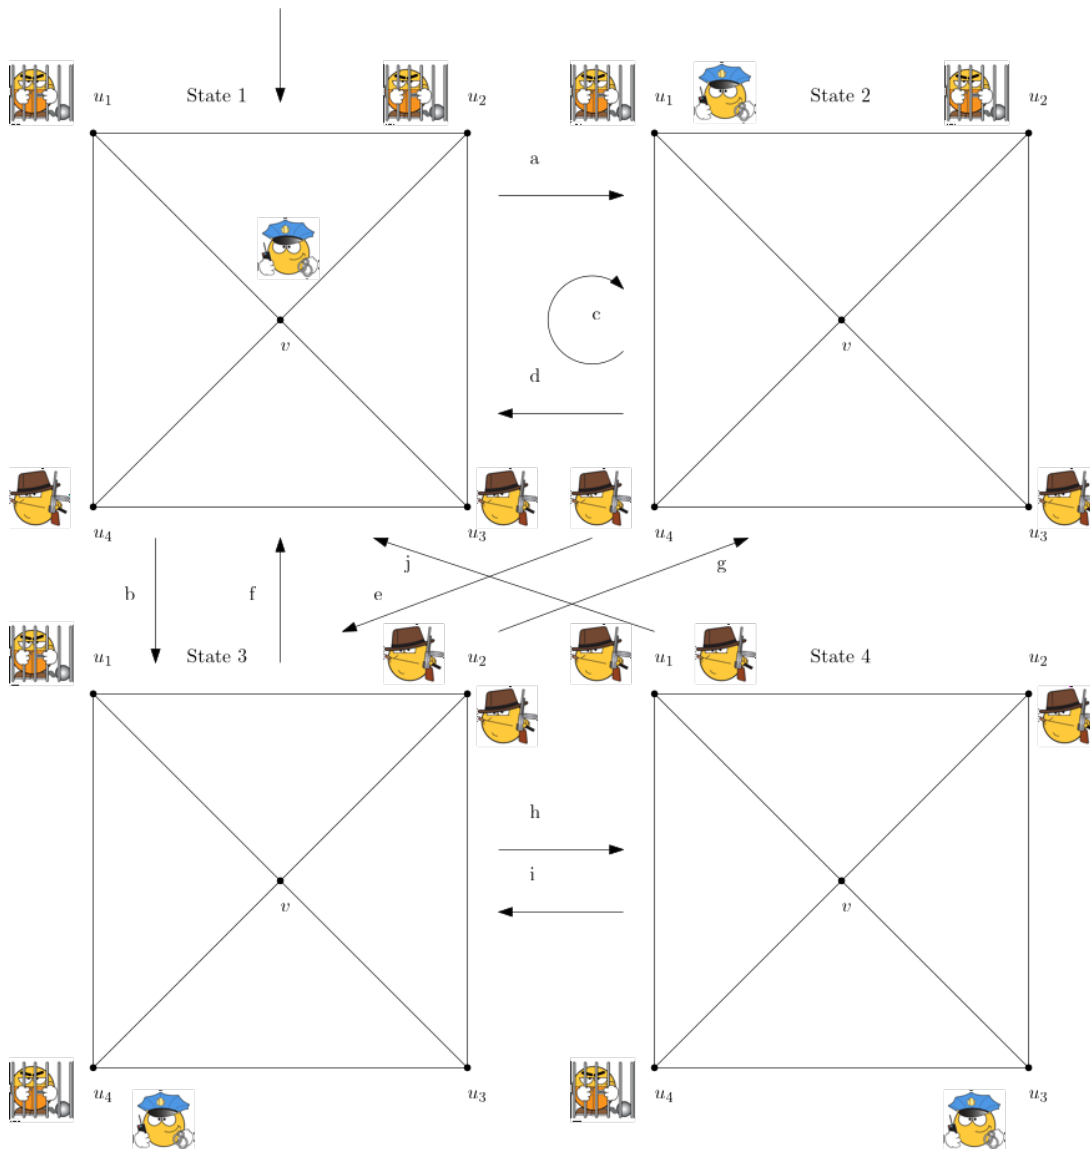 u1 State 1 u2 u1 State 2 u2
a
c
v v
d
u4 u3 u4 u3
b f e j g
u1 State 3 u2 u1 State 4 u2
h
i
v v
u4 u3 u4 u3